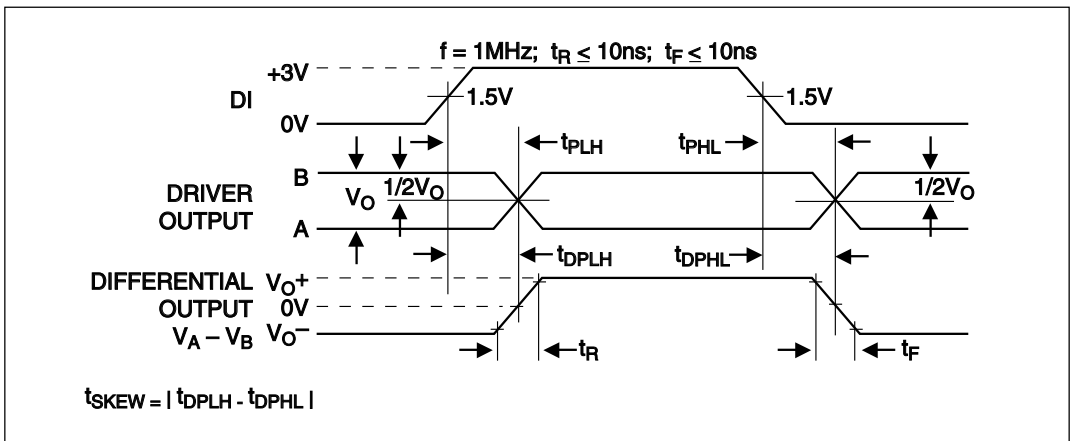 f = 1MHz; tR ≤ 10ns; tF ≤ 10ns
+3V
DI
1.5V
1.5V
0V
tPLH
tPHL
B
DRIVER
OUTPUT
VO
1/2VO
1/2VO
A
tDPLH
tDPHL
DIFFERENTIAL
OUTPUT
VA – VB
VO+
0V
VO–
tR
tF
tSKEW = | tDPLH - tDPHL |